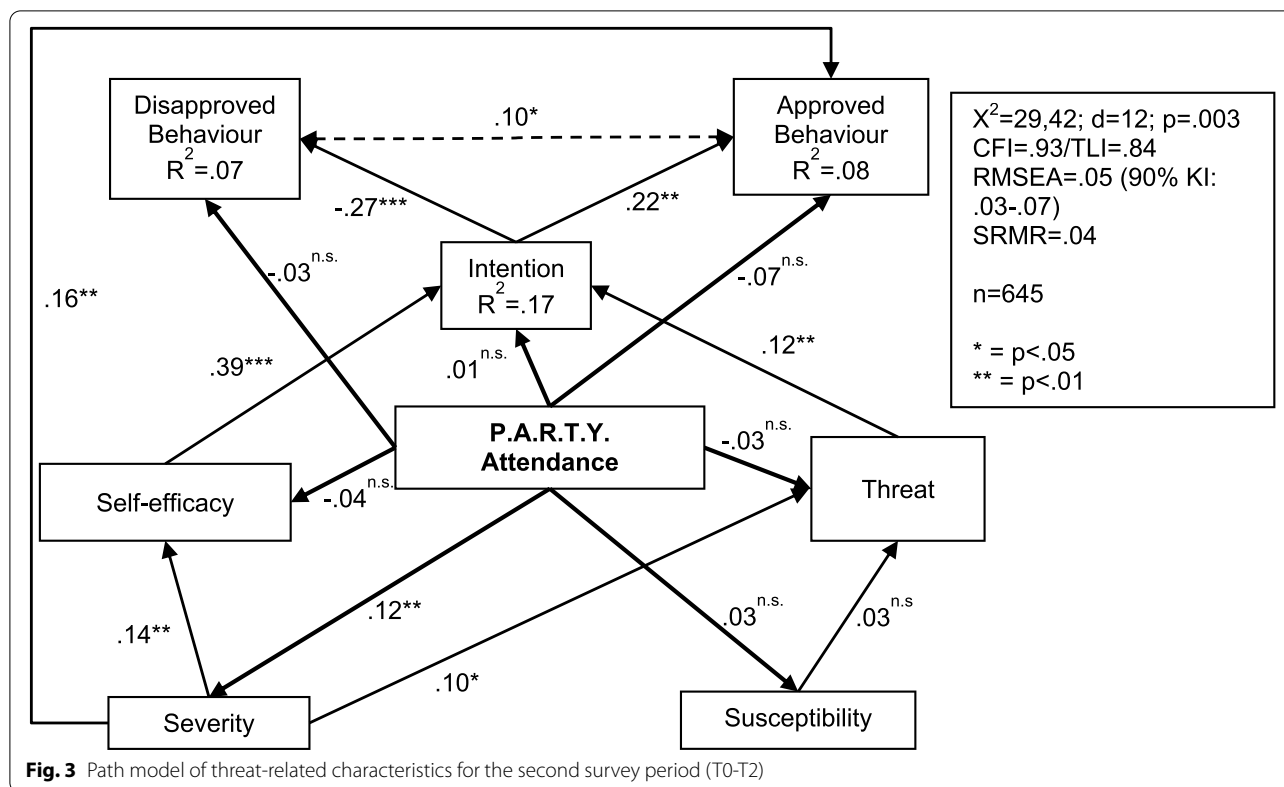 Disapproved
Behaviour
R²=.07
.10*
Approved
Behaviour
R²=.08
X²=29,42; d=12; p=.003
CFI=.93/TLI=.84
RMSEA=.05 (90% KI:
.03-.07)
SRMR=.04
n=645
* = p<.05
** = p<.01
-.27***
.22**
-.03n.s.
Intention
R²=.17
-.07n.s.
.16**
.39***
.01n.s.
.12**
P.A.R.T.Y.
Attendance
-.03n.s.
Self-efficacy
-.04n.s.
Threat
.14**
.12**
.03n.s.
.03n.s
.10*
Severity
Susceptibility
Fig. 3 Path model of threat-related characteristics for the second survey period (T0-T2)